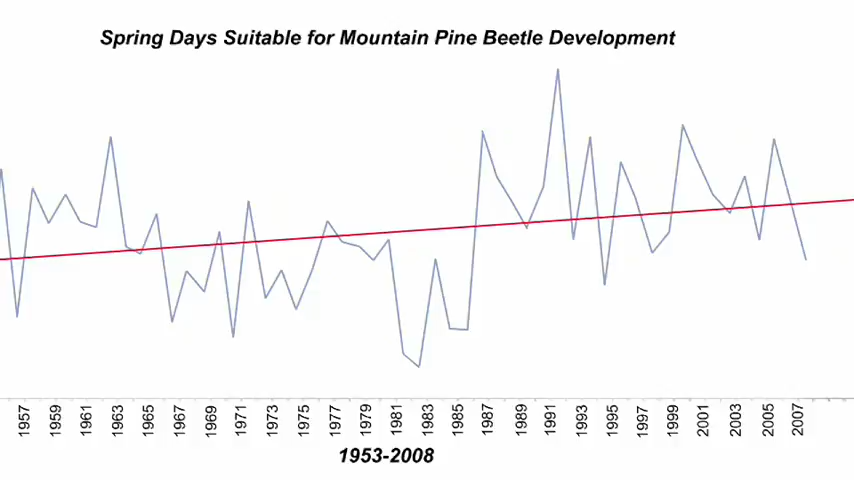 Spring Days Suitable for Mountain Pine Beetle Development
1957 1959 1961 1963 1965 1967 1969 1971 1973 1975 1977 1979 1981 1983 1985 1987 1989 1991 1993 1995 1997 1999 2001 2003 2005 2007
1953-2008